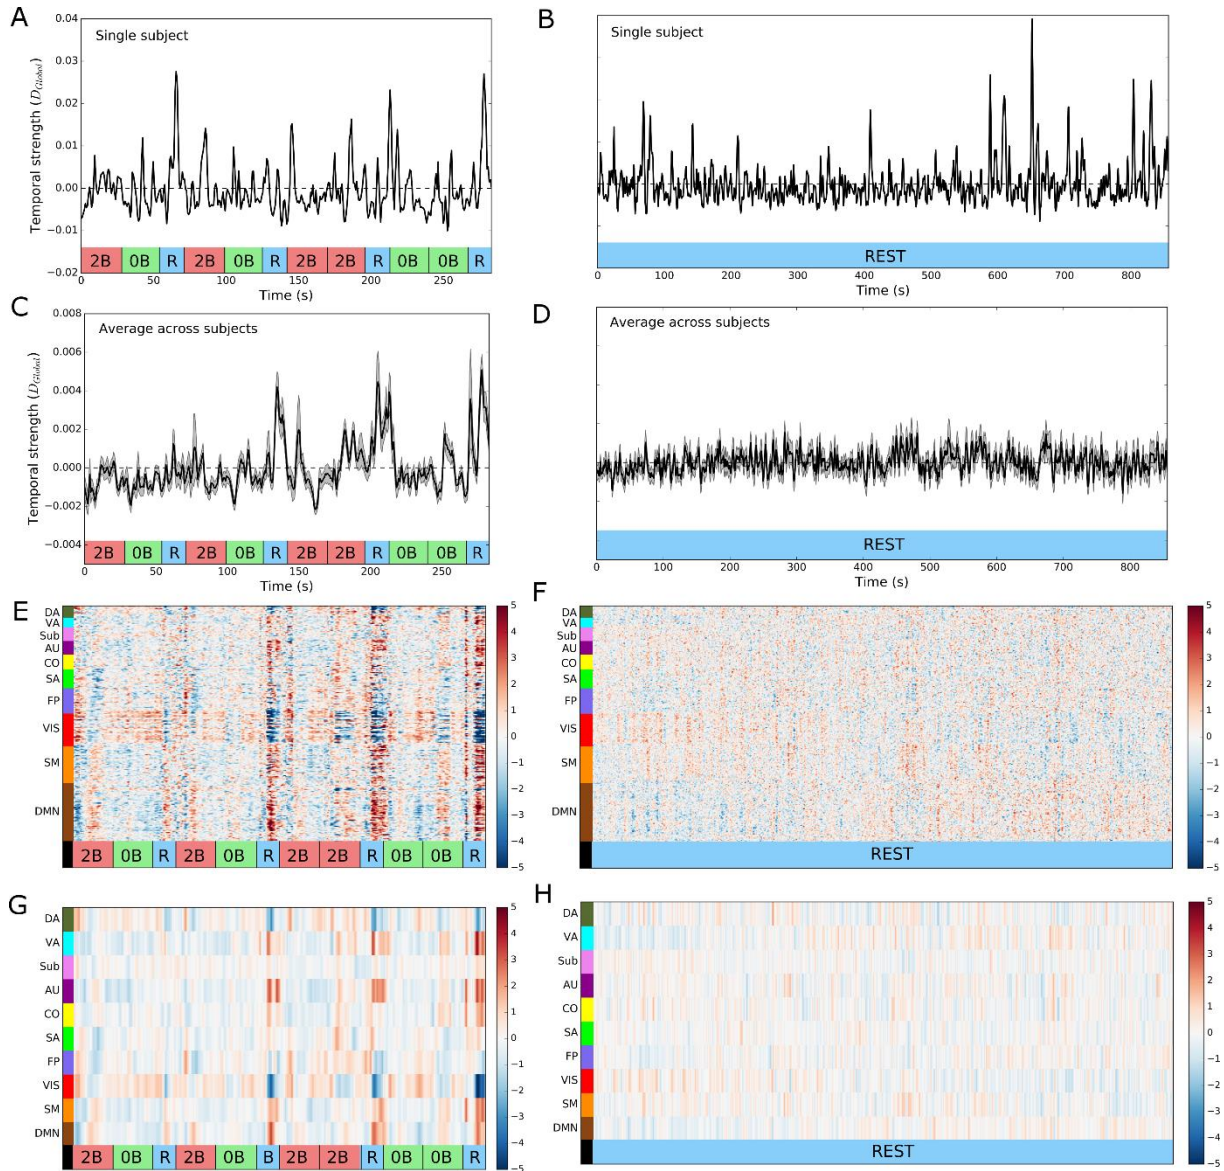 A
Single subject
Temporal strength (D_Global)
0.04
0.03
0.02
0.01
0.00
−0.01
−0.02
2B 0B R 2B 0B R 2B 2B R 0B 0B R
0 50 100 150 200 250
Time (s)
B
Single subject
REST
0 100 200 300 400 500 600 700 800
Time (s)
C
Average across subjects
Temporal strength (D_Global)
0.008
0.006
0.004
0.002
0.000
−0.002
−0.004
2B 0B R 2B 0B R 2B 2B R 0B 0B R
0 50 100 150 200 250
Time (s)
D
Average across subjects
REST
0 100 200 300 400 500 600 700 800
Time (s)
E
DA
VA
Sub
AU
CO
SA
FP
VIS
SM
DMN
2B 0B R 2B 0B R 2B 2B R 0B 0B R
5
4
3
2
1
0
−1
−2
−3
−4
−5
F
DA
VA
Sub
AU
CO
SA
FP
VIS
SM
DMN
REST
5
4
3
2
1
0
−1
−2
−3
−4
−5
G
DA
VA
Sub
AU
CO
SA
FP
VIS
SM
DMN
2B 0B R 2B 0B B 2B 2B R 0B 0B R
5
4
3
2
1
0
−1
−2
−3
−4
−5
H
DA
VA
Sub
AU
CO
SA
FP
VIS
SM
DMN
REST
5
4
3
2
1
0
−1
−2
−3
−4
−5